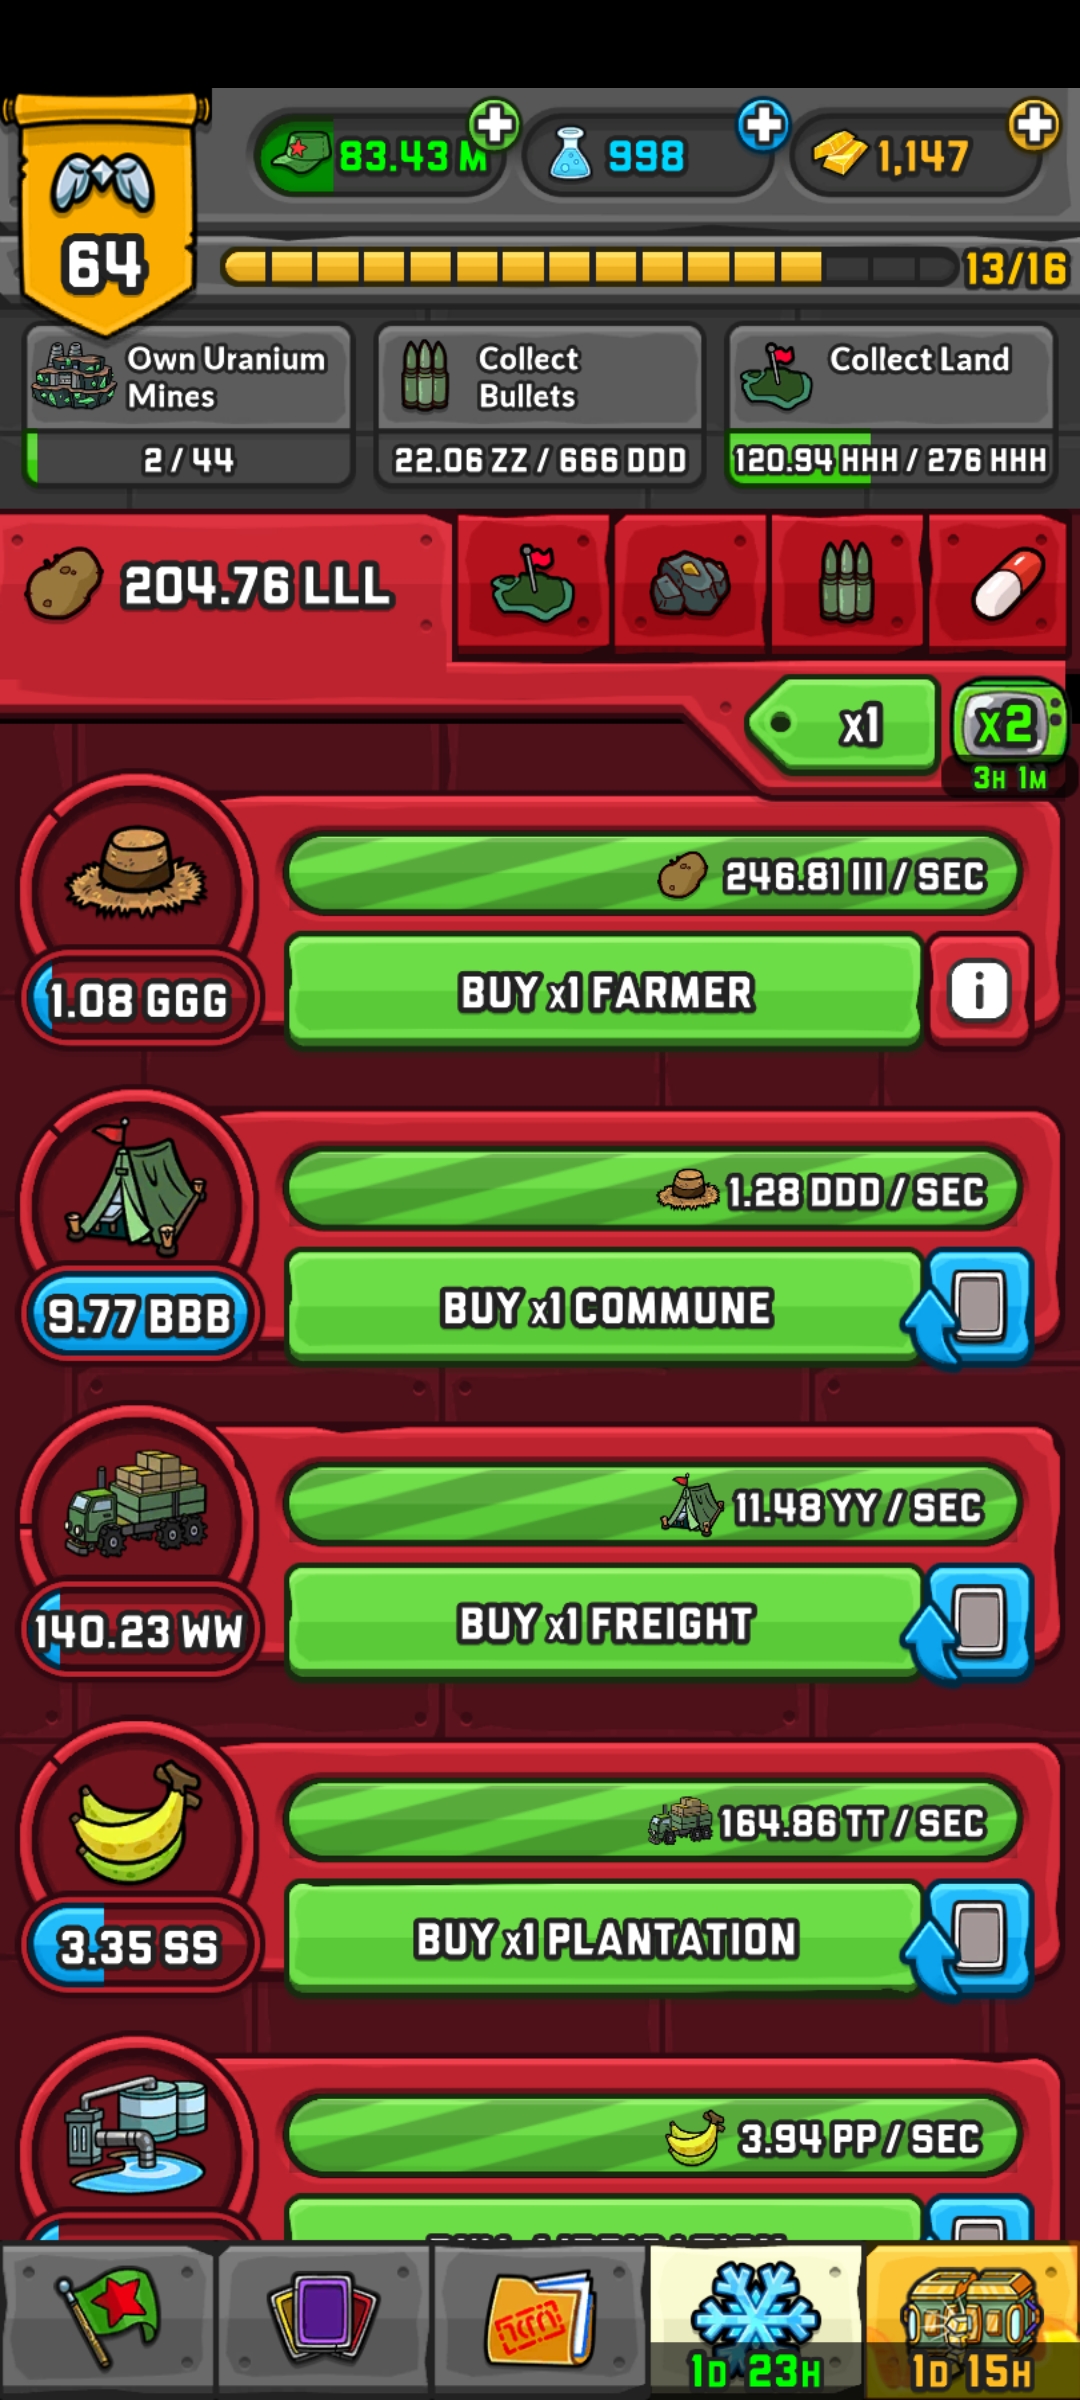 83.43 M
998
1,147
64
13/16
Own Uranium
Mines
2 / 44
Collect
Bullets
22.06 ZZ / 666 DDD
Collect Land
120.94 HHH / 276 HHH
204.76 LLL
x1
x2
3H 1M
246.81 III / SEC
1.08 GGG
BUY x1 FARMER
i
1.28 DDD / SEC
9.77 BBB
BUY x1 COMMUNE
11.48 YY / SEC
140.23 WW
BUY x1 FREIGHT
164.86 TT / SEC
3.35 SS
BUY x1 PLANTATION
3.94 PP / SEC
1D 23H
1D 15H